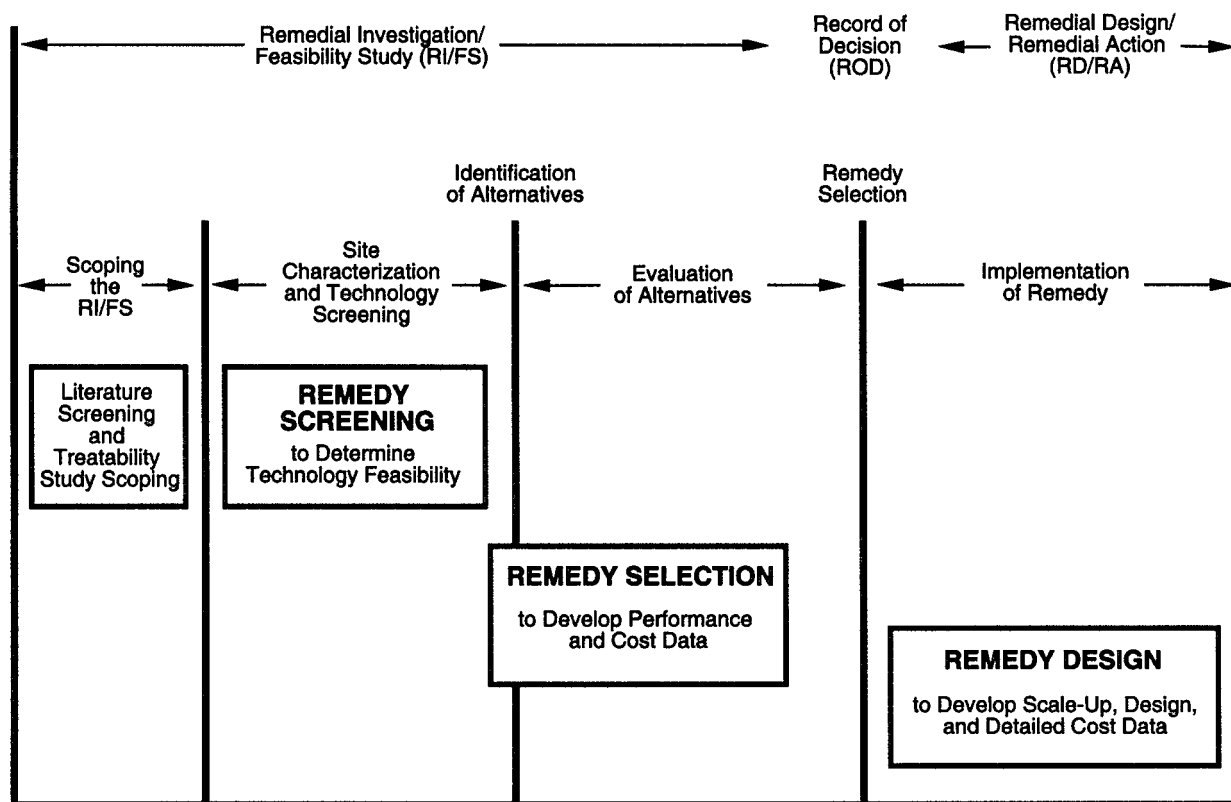 Remedial Investigation/
Feasibility Study (RI/FS)
Record of
Decision
(ROD)
Remedial Design/
Remedial Action
(RD/RA)
Identification
of Alternatives
Remedy
Selection
Scoping
the
RI/FS
Site
Characterization
and Technology
Screening
Evaluation
of Alternatives
Implementation
of Remedy
Literature
Screening
and
Treatability
Study Scoping
REMEDY
SCREENING
to Determine
Technology Feasibility
REMEDY SELECTION
to Develop Performance
and Cost Data
REMEDY DESIGN
to Develop Scale-Up, Design,
and Detailed Cost Data